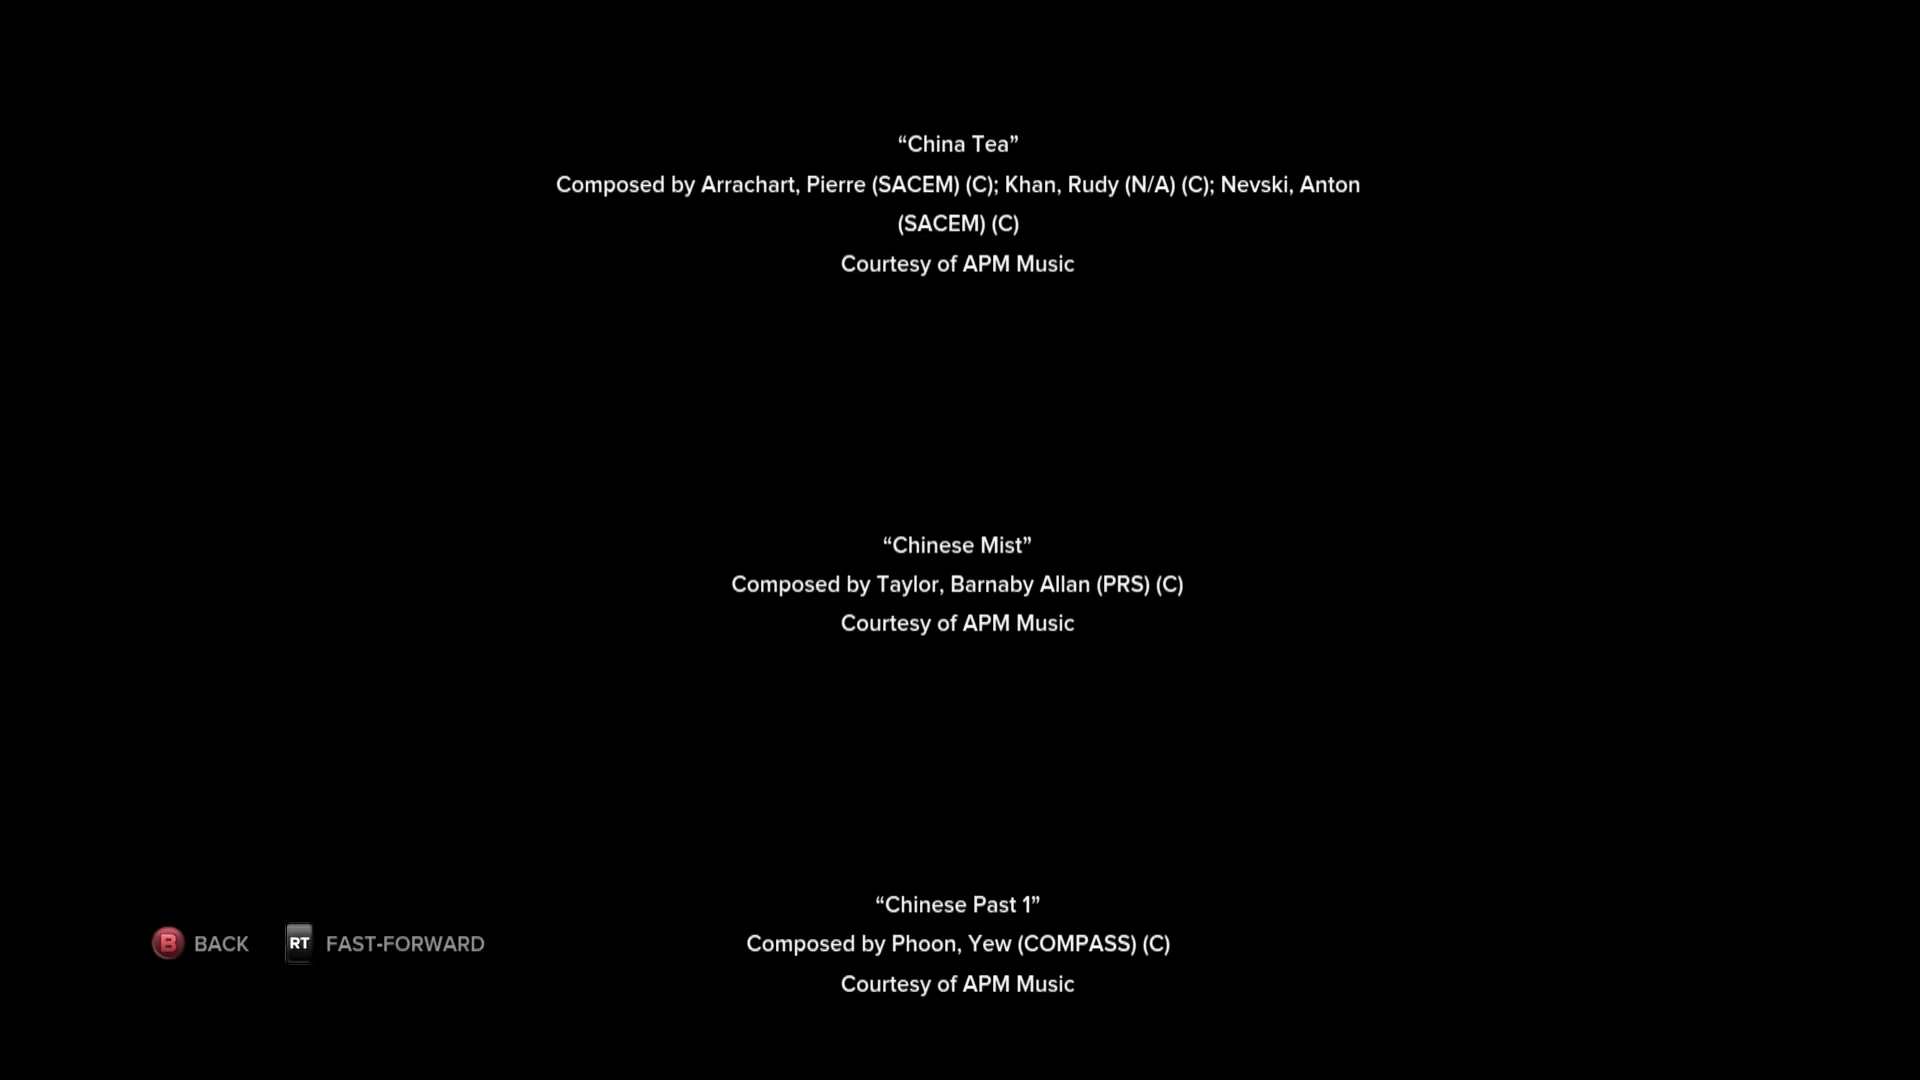 “China Tea”
Composed by Arrachart, Pierre (SACEM) (C); Khan, Rudy (N/A) (C); Nevski, Anton
(SACEM) (C)
Courtesy of APM Music
“Chinese Mist”
Composed by Taylor, Barnaby Allan (PRS) (C)
Courtesy of APM Music
“Chinese Past 1”
Composed by Phoon, Yew (COMPASS) (C)
Courtesy of APM Music
B BACK RT FAST-FORWARD